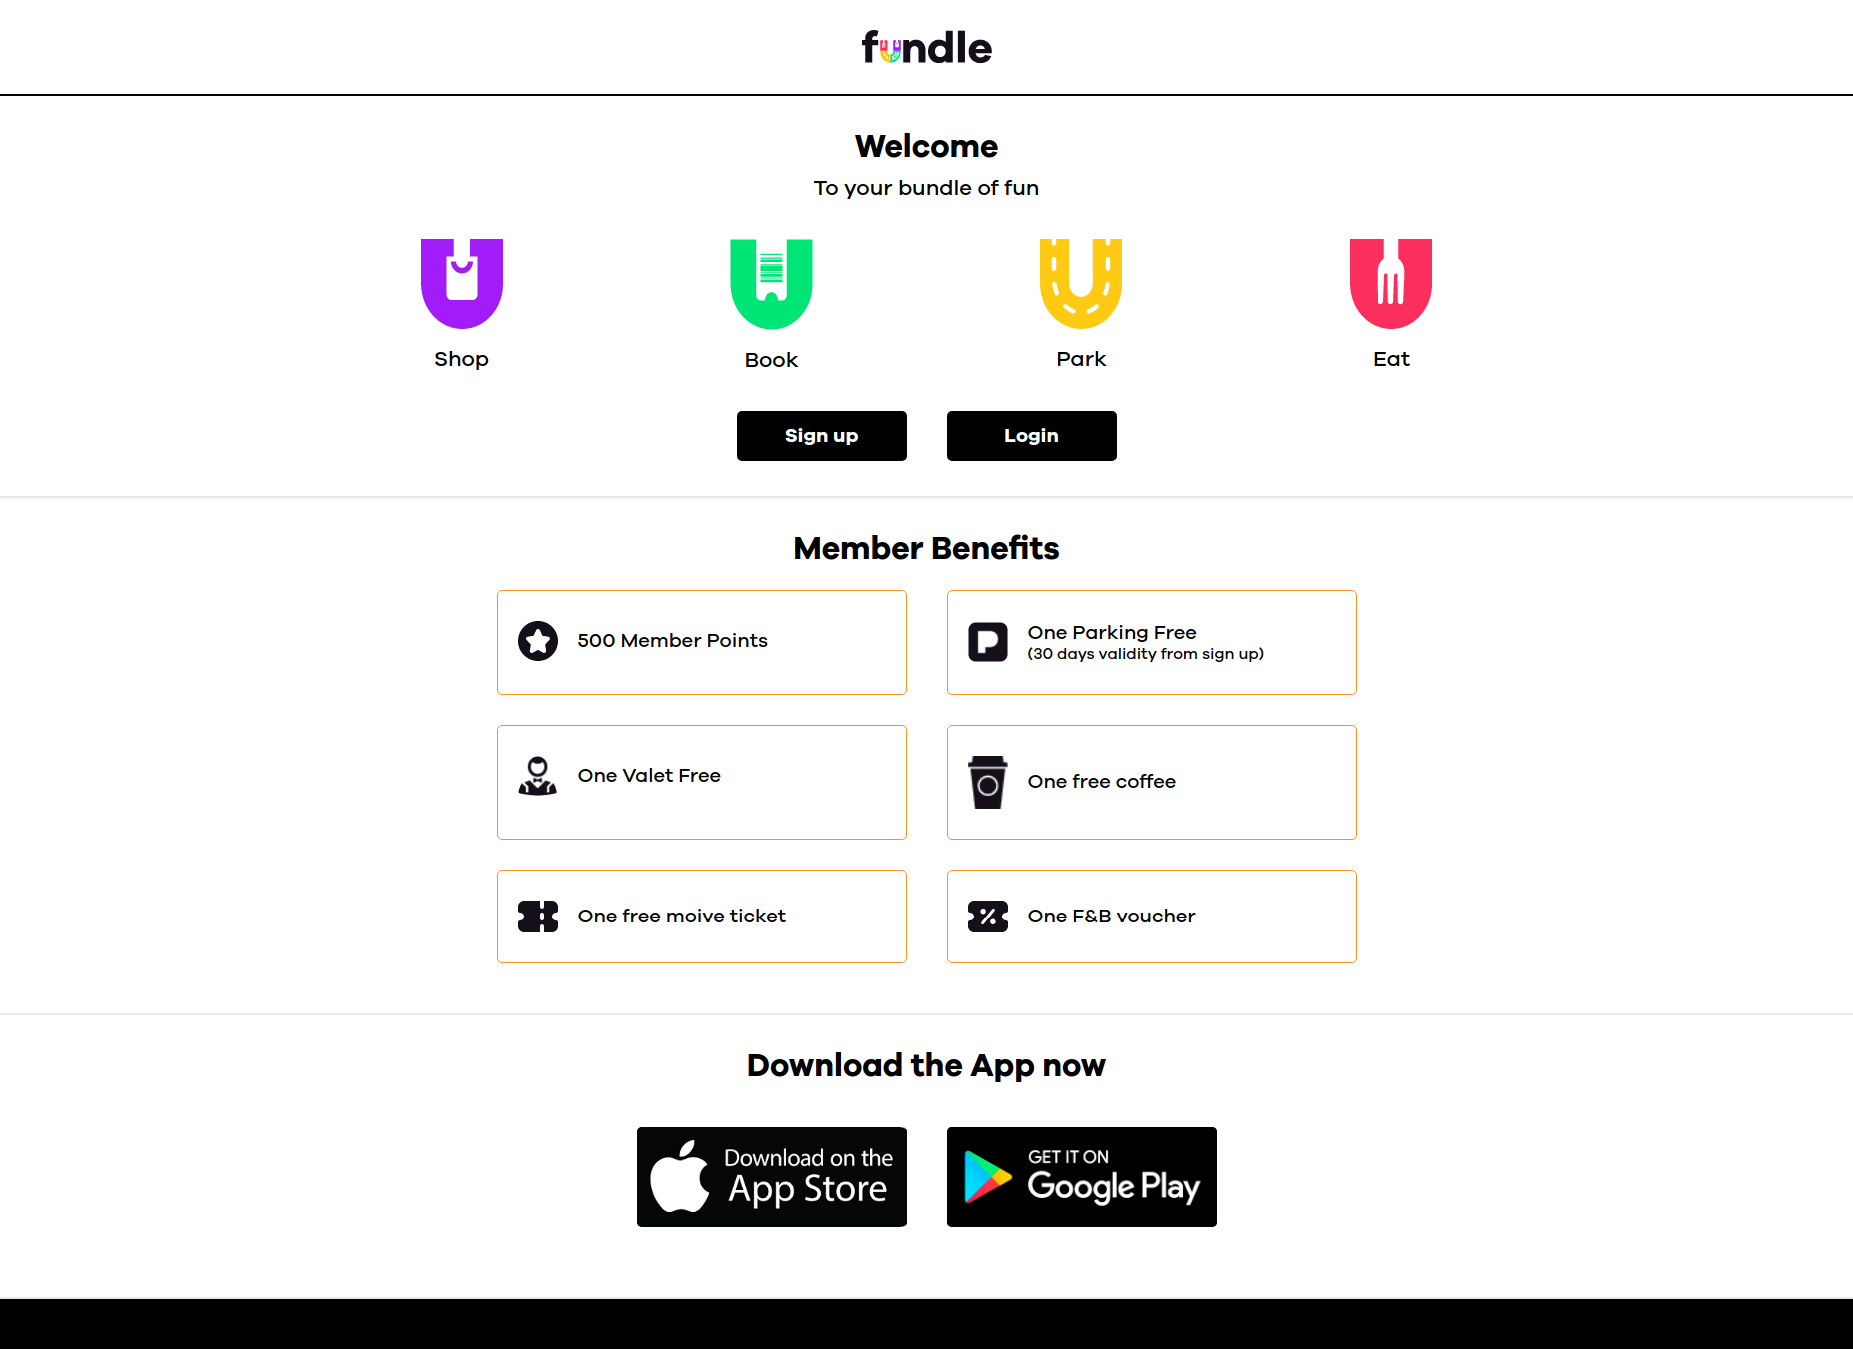 fundle
Welcome
To your bundle of fun
Shop
Book
Park
Eat
Sign up
Login
Member Benefits
500 Member Points
One Parking Free
(30 days validity from sign up)
One Valet Free
One free coffee
One free moive ticket
One F&B voucher
Download the App now
Download on the
App Store
GET IT ON
Google Play